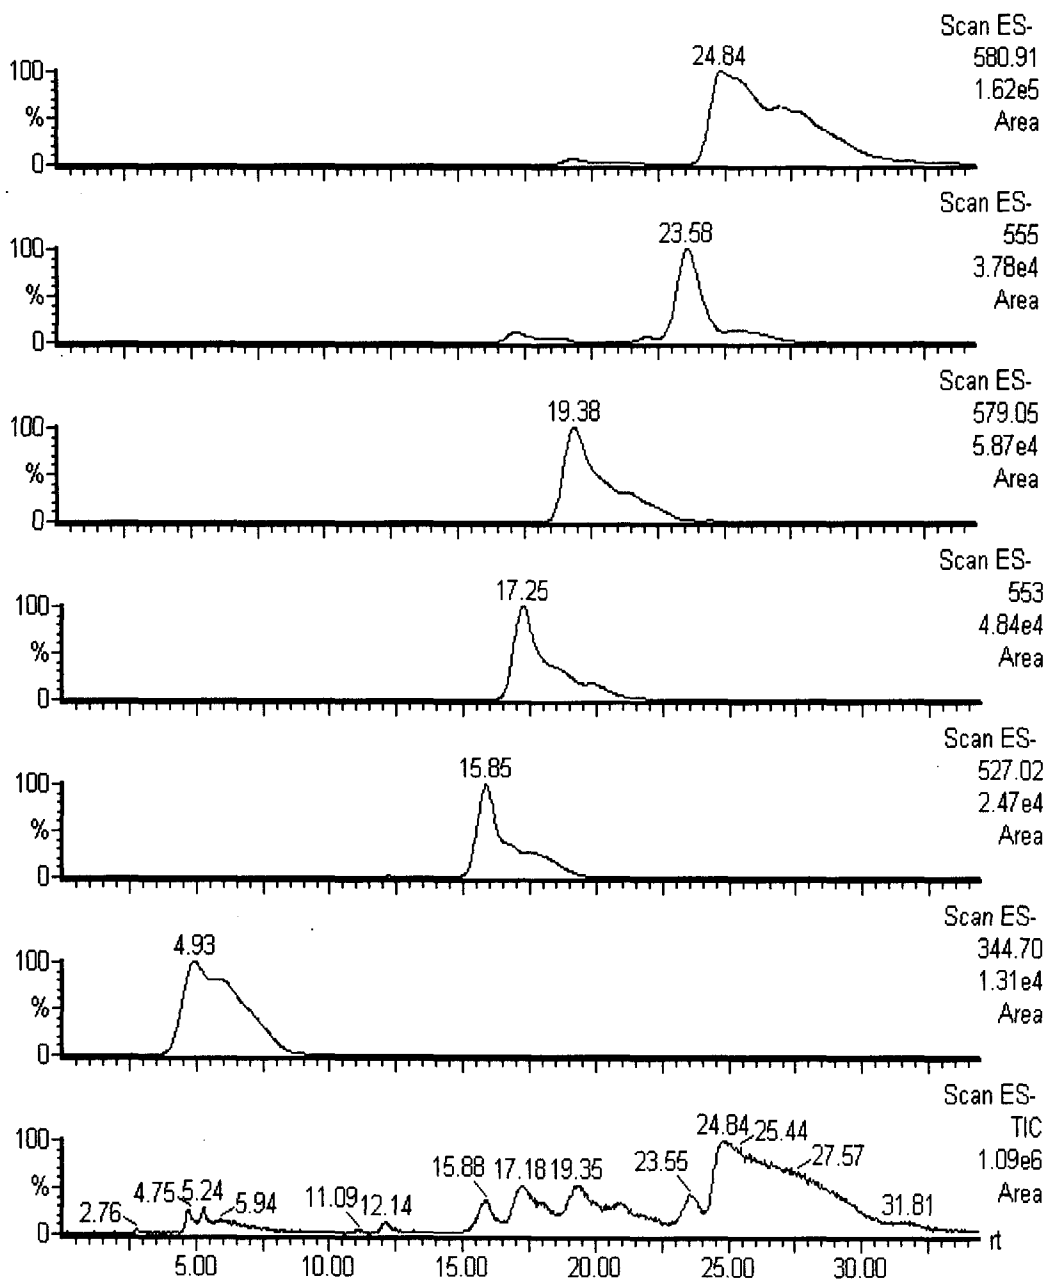 Scan ES-
580.91
1.62e5
Area
24.84
100
%
0
Scan ES-
555
3.78e4
Area
23.58
100
%
0
Scan ES-
579.05
5.87e4
Area
19.38
100
%
0
Scan ES-
553
4.84e4
Area
17.25
100
%
0
Scan ES-
527.02
2.47e4
Area
15.85
100
%
0
Scan ES-
344.70
1.31e4
Area
4.93
100
%
0
Scan ES-
TIC
1.09e6
Area
24.84 25.44
27.57
31.81
23.55
15.88 17.18 19.35
11.09 12.14
4.75 5.24 5.94
2.76
100
%
0
rt
5.00 10.00 15.00 20.00 25.00 30.00